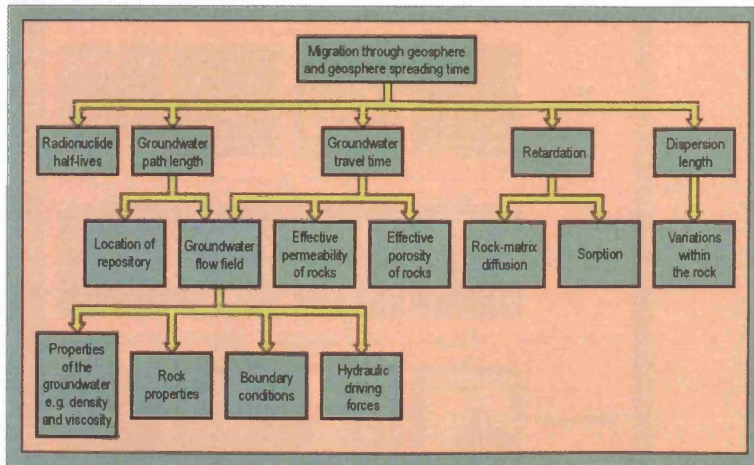 Migration through geosphere
and geosphere spreading time
Radionuclide
half-lives
Groundwater
path length
Groundwater
travel time
Retardation
Dispersion
length
Location of
repository
Groundwater
flow field
Effective
permeability
of rocks
Effective
porosity
of rocks
Rock-matrix
diffusion
Sorption
Variations
within
the rock
Properties
of the
groundwater
e.g. density
and viscosity
Rock
properties
Boundary
conditions
Hydraulic
driving
forces